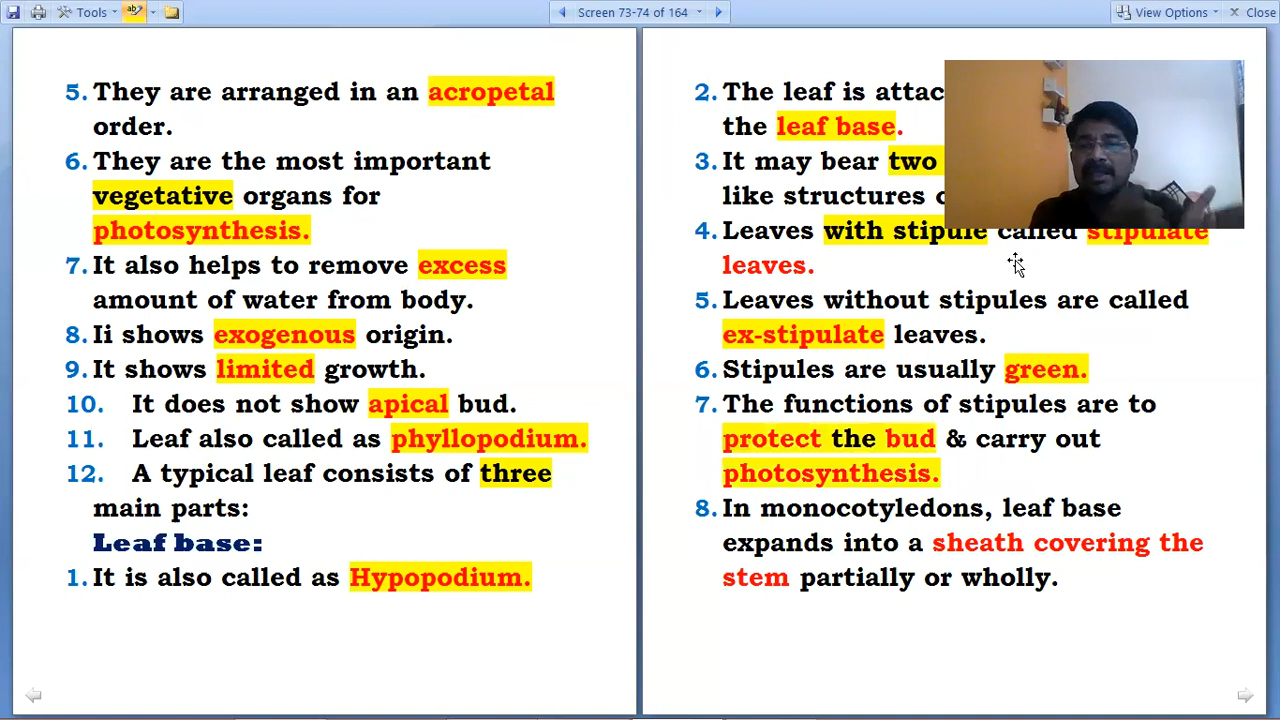 Tools
Screen 73-74 of 164
View Options
Close
5. They are arranged in an acropetal
order.
6. They are the most important
vegetative organs for
photosynthesis.
7. It also helps to remove excess
amount of water from body.
8. Ii shows exogenous origin.
9. It shows limited growth.
10. It does not show apical bud.
11. Leaf also called as phyllopodium.
12. A typical leaf consists of three
main parts:
Leaf base:
1. It is also called as Hypopodium.
2. The leaf is
the leaf base.
3. It may bear two
like structures
4. Leaves with stipule called stipulate
leaves.
5. Leaves without stipules are called
ex-stipulate leaves.
6. Stipules are usually green.
7. The functions of stipules are to
protect the bud & carry out
photosynthesis.
8. In monocotyledons, leaf base
expands into a sheath covering the
stem partially or wholly.